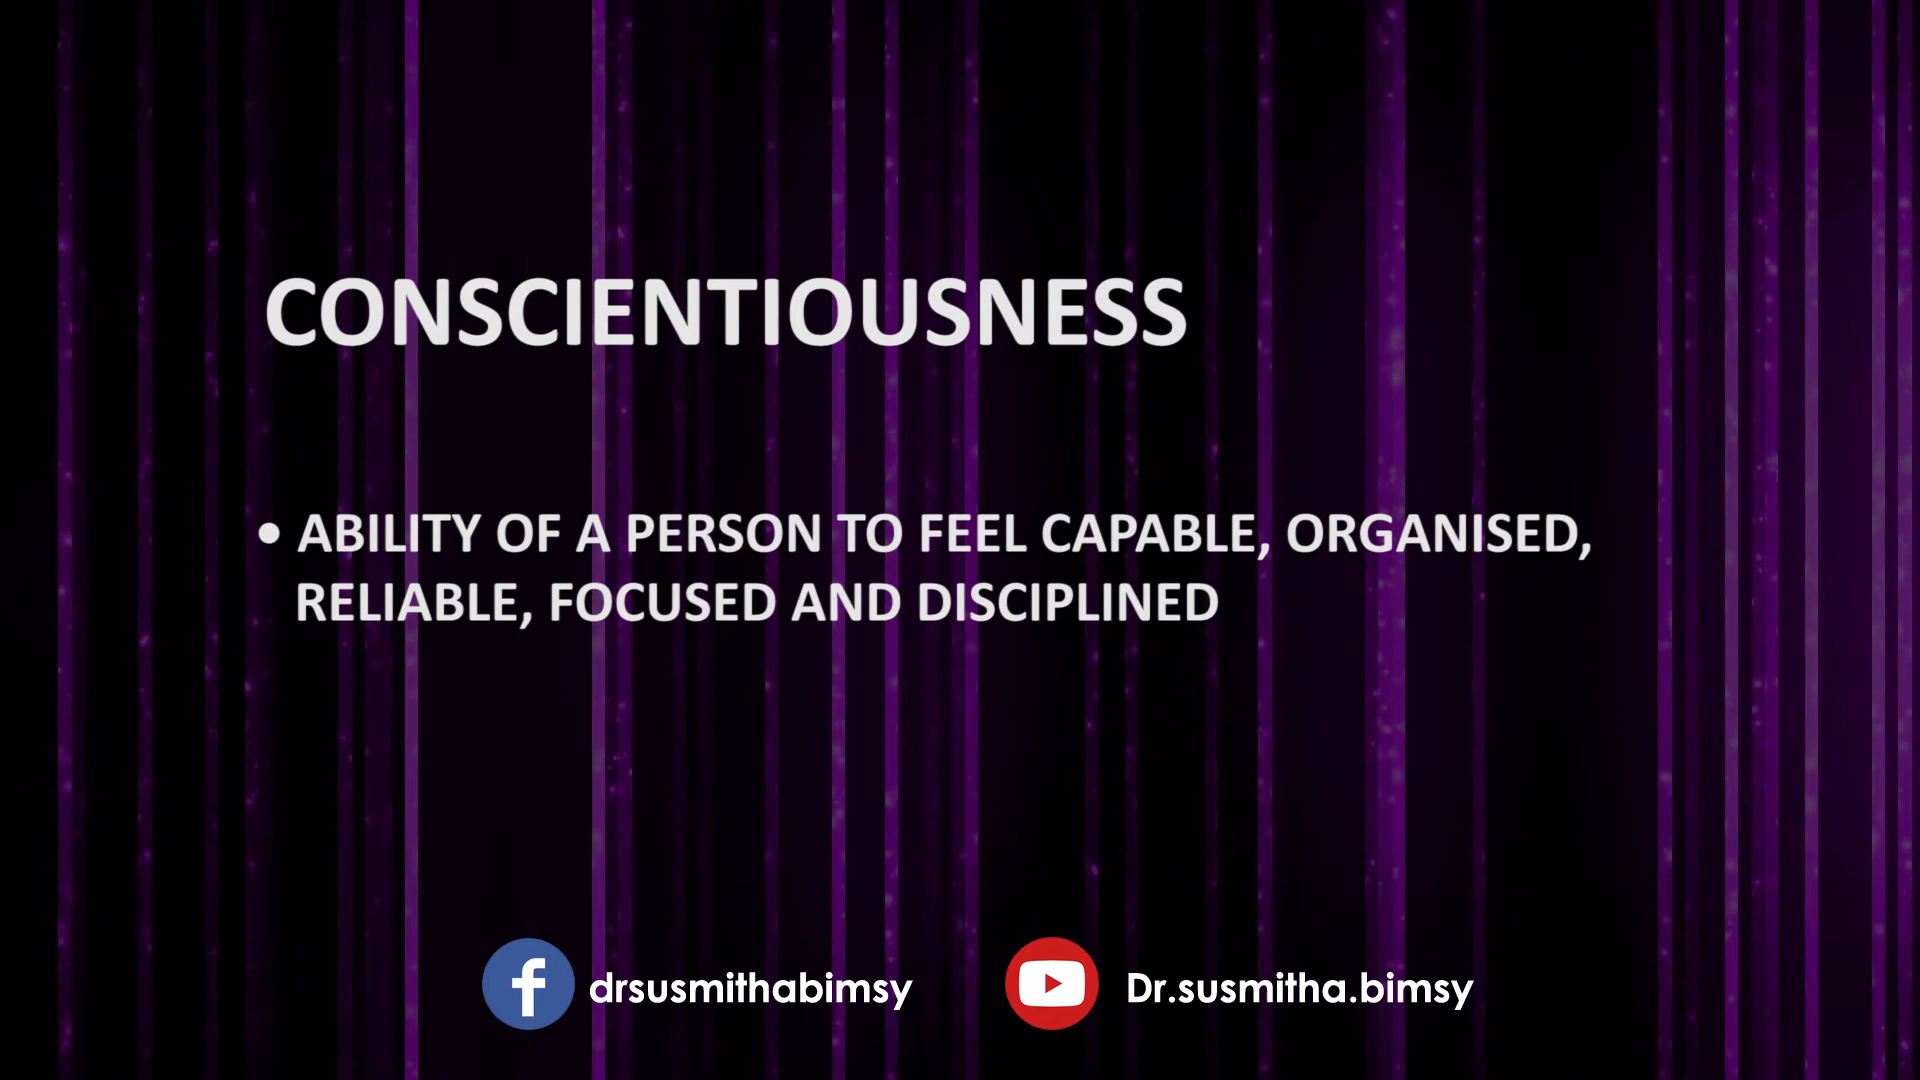 CONSCIENTIOUSNESS
• ABILITY OF A PERSON TO FEEL CAPABLE, ORGANISED,
RELIABLE, FOCUSED AND DISCIPLINED
drsusmithabimsy
Dr.susmitha.bimsy